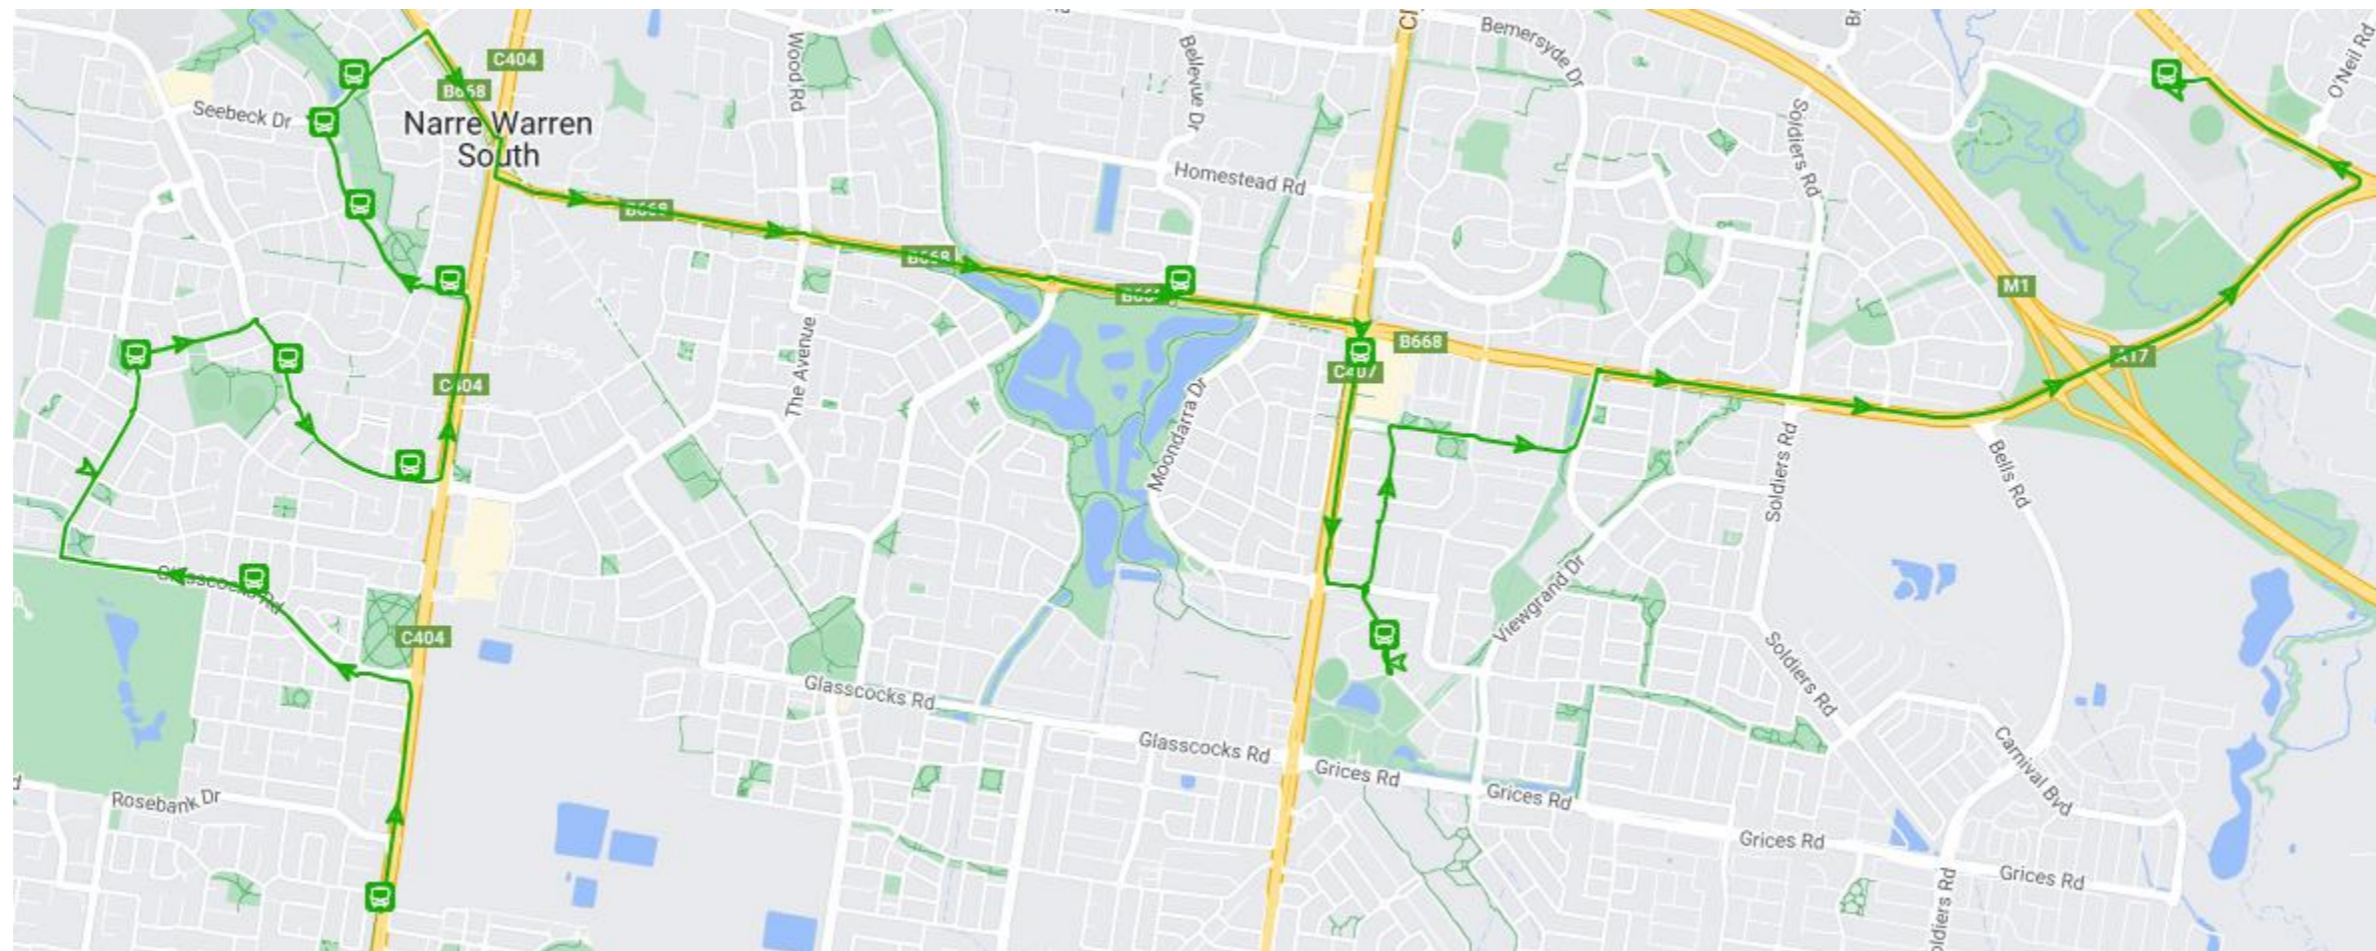 C404
B668
Seebeck Dr
Narre Warren
South
Wood Rd
Bellevue Dr
Homestead Rd
Bemersyde Dr
Soldiers Rd
O'Neil Rd
B668
B668
B668
B668
M1
A17
C404
C407
The Avenue
Moondarra Dr
Soldiers Rd
Bells Rd
Glasscocks Rd
C404
Viewgrand Dr
Soldiers Rd
Glasscocks Rd
Glasscocks Rd
Grices Rd
Grices Rd
Carnival Bvd
Rosebank Dr
Grices Rd
Grices Rd
oldiers Rd